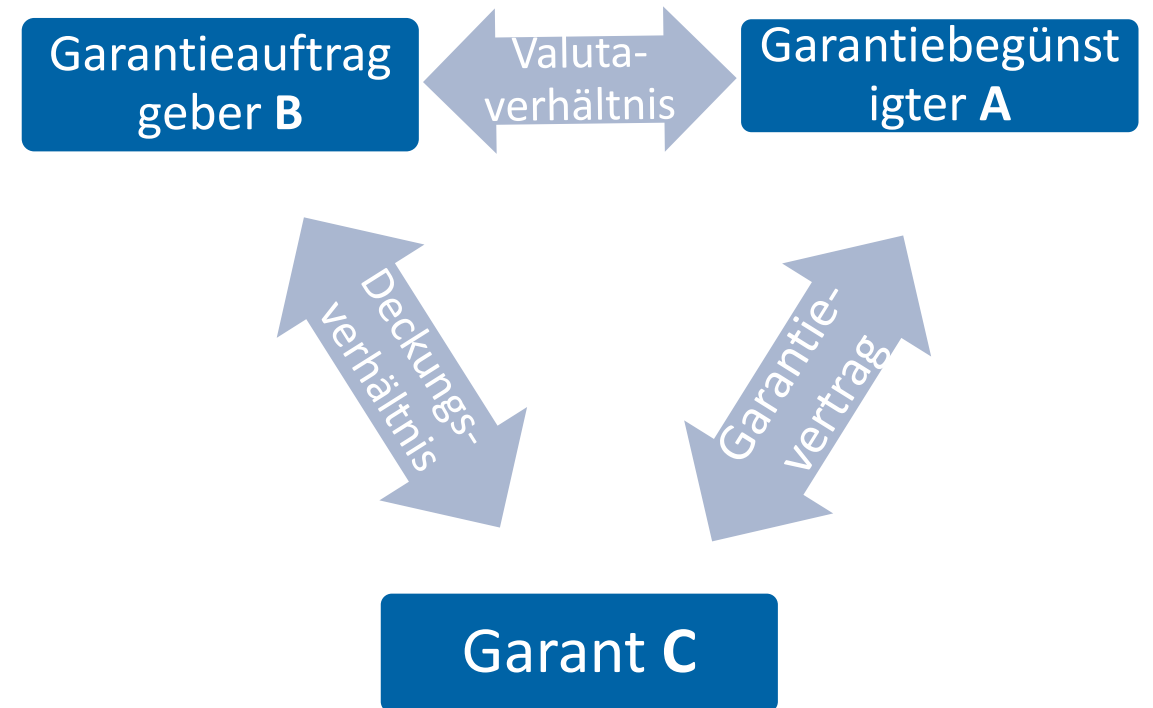 Garantieauftrag
geber B
Valuta-
verhältnis
Garantiebegünst
igter A
Deckungs-
verhältnis
Garantie-
vertrag
Garant C